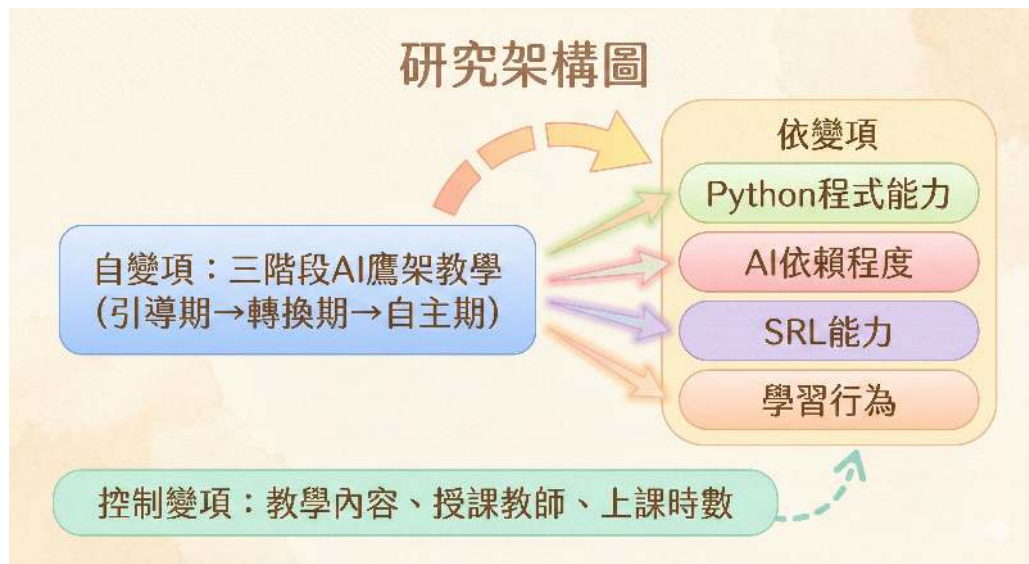 研究架構圖
依變項
Python程式能力
AI依賴程度
SRL能力
學習行為
自變項：三階段AI鷹架教學
(引導期→轉換期→自主期)
控制變項：教學內容、授課教師、上課時數